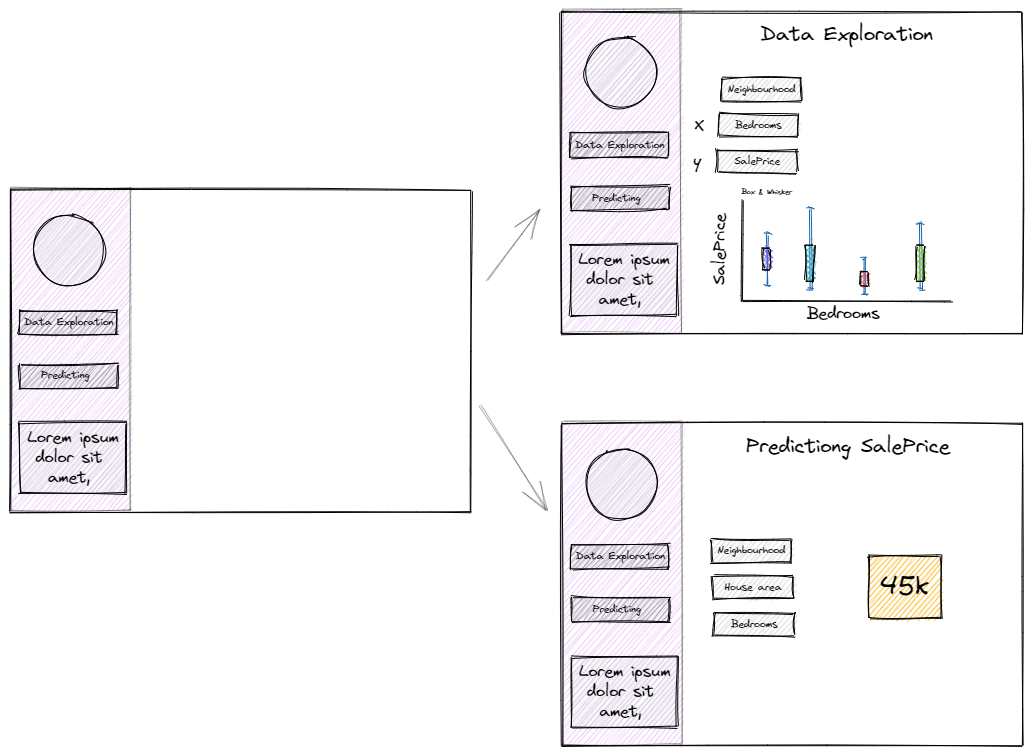 Data Exploration
Predicting
Lorem ipsum
dolor sit
amet,
Data Exploration
Data Exploration
Predicting
Lorem ipsum
dolor sit
amet,
Neighbourhood
x Bedrooms
y SalePrice
Box & Whisker
SalePrice
Bedrooms
Predictiong SalePrice
Data Exploration
Predicting
Lorem ipsum
dolor sit
amet,
Neighbourhood
House area
Bedrooms
45k